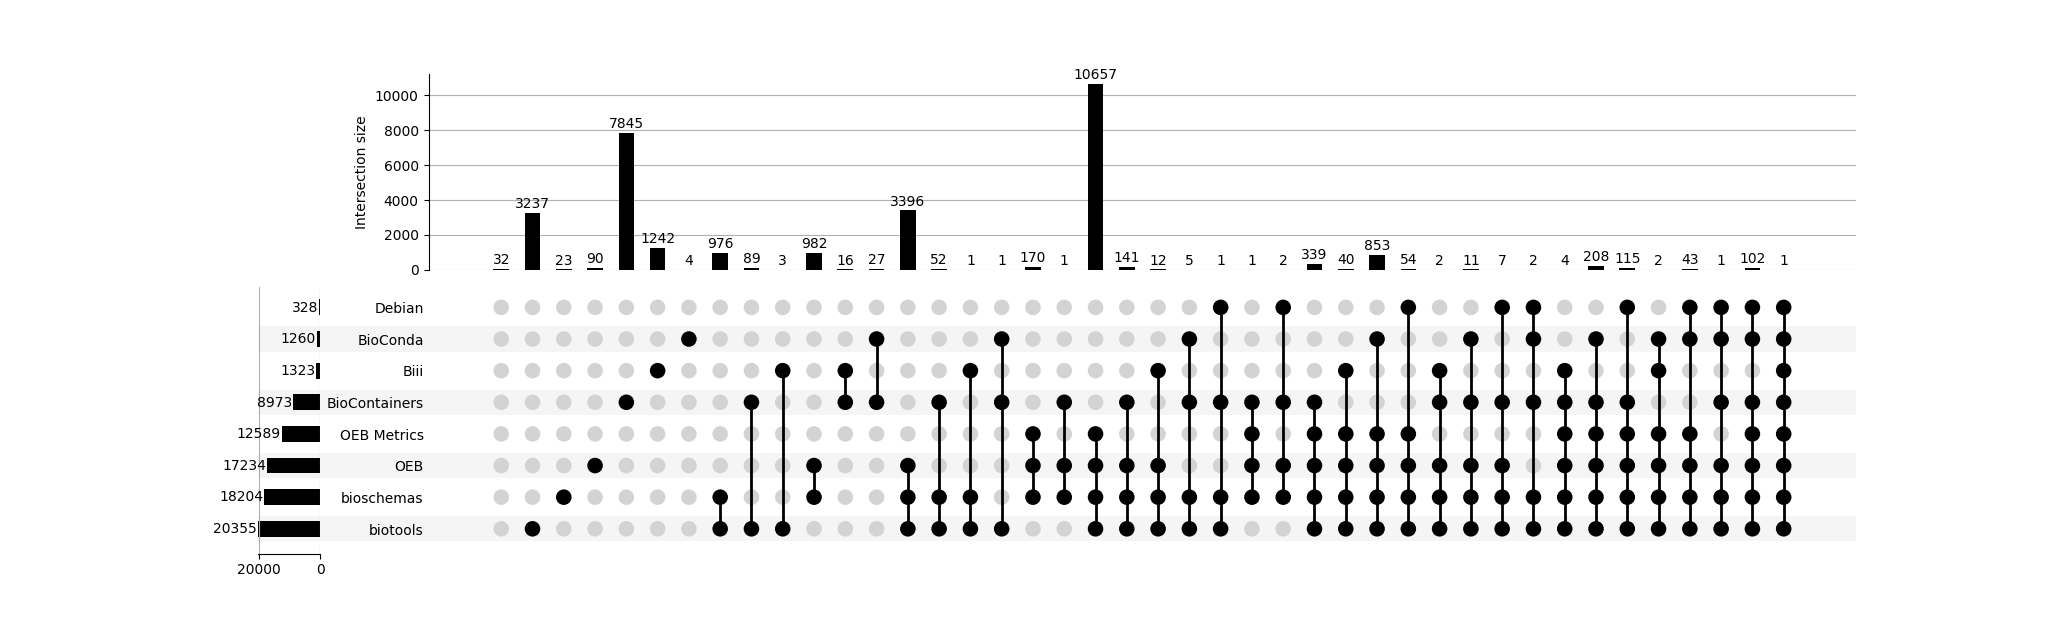 10657
10000
7845
8000
Intersection size
6000
3237 3396
4000
1242 976 982 853
2000
32 23 90 4 89 3 16 27 52 1 1 170 1 141 12 5 1 1 2 339 40 54 2 11 7 2 4 208 115 2 43 1 102 1
0
328 Debian
1260 BioConda
1323 Biii
8973 BioContainers
12589 OEB Metrics
17234 OEB
18204 bioschemas
20355 biotools
20000 0